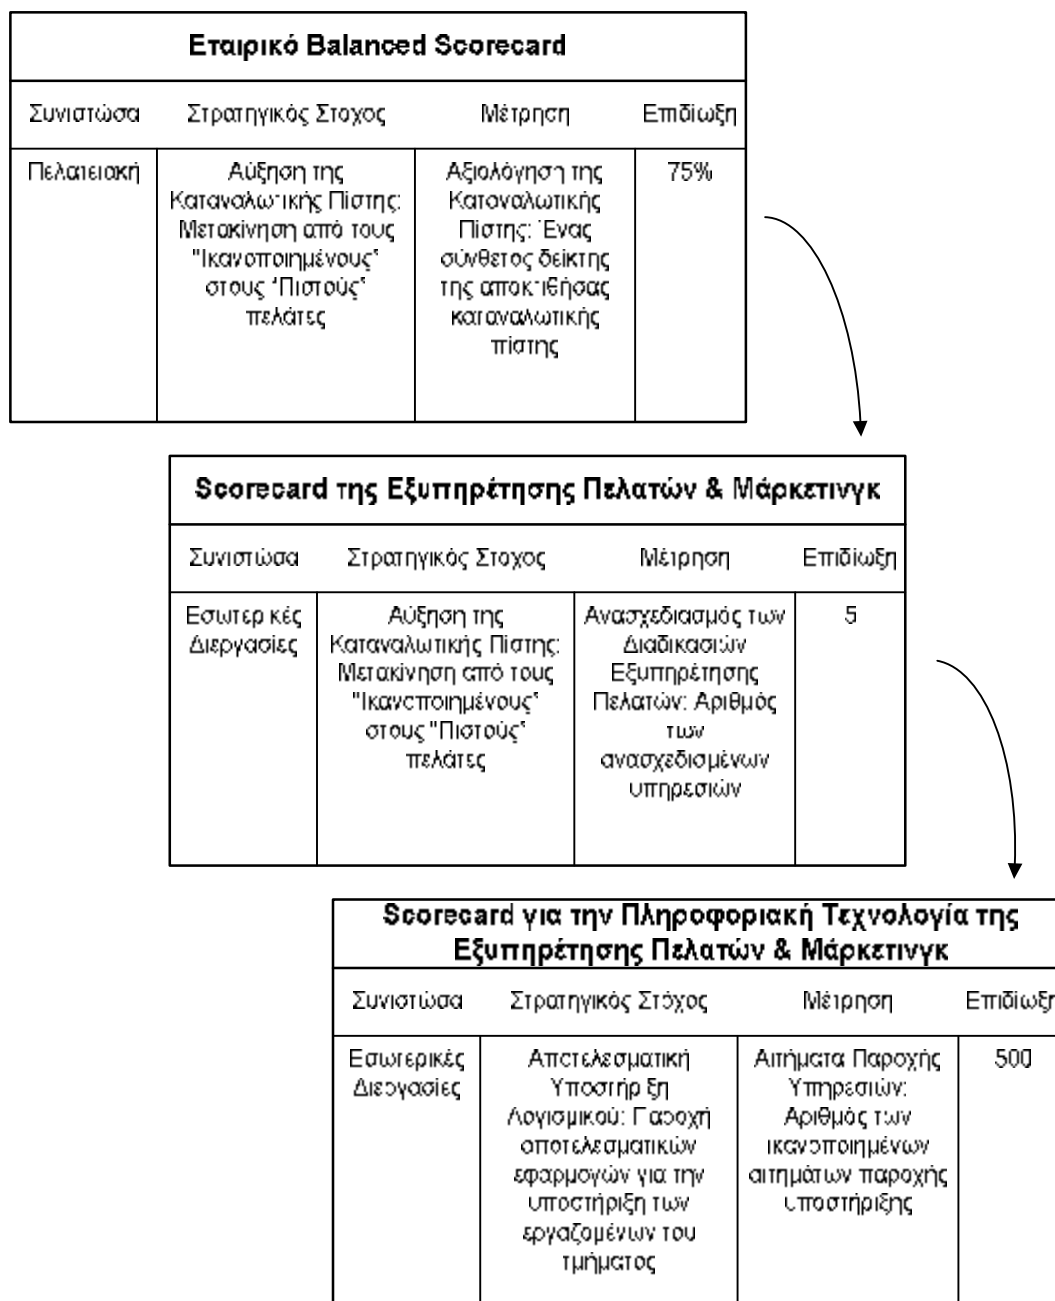 Εταιρικό Balanced Scorecard
Συνιστώσα Στρατηγικός Στοχος Μέτρηση Επιδίωξη
Πελατειακή
Αύξηση της
Καταναλωτικής Πίστης:
Μετακίνηση από τους
"Ικανοποιημένους"
στους "Πιστούς"
πελάτες
Αξιολόγηση της
Καταναλωτικής
Πίστης: Ένας
σύνθετος δείκτης
της αποκτιθήσας
καταναλωτικής
πίστης
75%
Scorecard της Εξυπηρέτησης Πελατών & Μάρκετινγκ
Συνιστώσα Στρατηγικός Στοχος Μέτρηση Επιδίωξη
Εσωτερικές
Διεργασίες
Αύξηση της
Καταναλωτικής Πίστης:
Μετακίνηση από τους
"Ικανοποιημένους"
στους "Πιστούς"
πελάτες
Ανασχεδιασμός των
Διαδικασιών
Εξυπηρέτησης
Πελατών: Αριθμός
των
ανασχεδισμένων
υπηρεσιών
5
Scorecard για την Πληροφοριακή Τεχνολογία της
Εξυπηρέτησης Πελατών & Μάρκετινγκ
Συνιστώσα Στρατηγικός Στόχος Μέτρηση Επιδίωξη
Εσωτερικές
Διεργασίες
Αποτελεσματική
Υποστήριξη
Λογισμικού: Παροχή
αποτελεσματικών
εφαρμογών για την
υποστήριξη των
εργαζομένων του
τμήματος
Αιτήματα Παροχής
Υπηρεσιών:
Αριθμός των
ικανοποιημένων
αιτημάτων παροχής
υποστήριξης
500